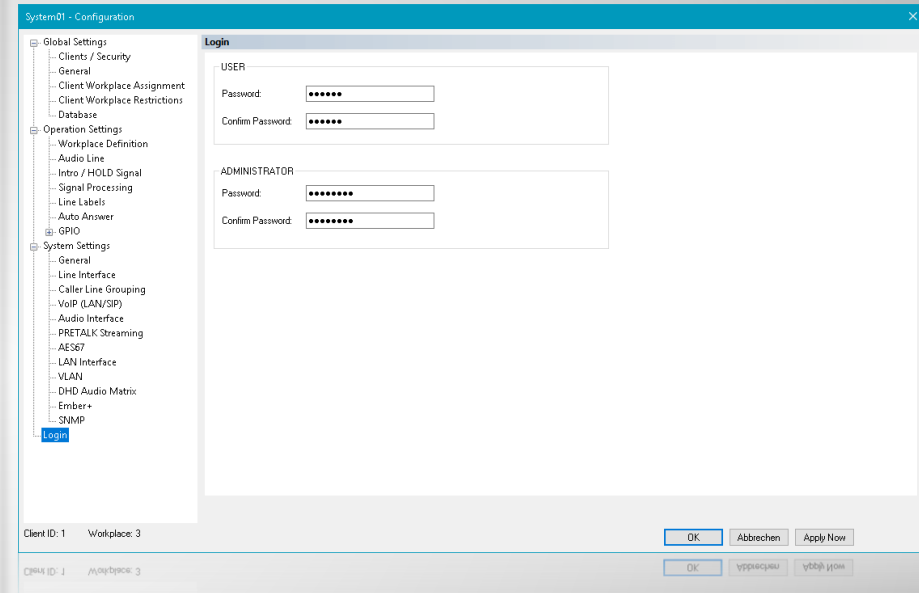 System01 - Configuration
Global Settings
Clients / Security
General
Client Workplace Assignment
Client Workplace Restrictions
Database
Operation Settings
Workplace Definition
Audio Line
Intro / HOLD Signal
Signal Processing
Line Labels
Auto Answer
GPIO
System Settings
General
Line Interface
Caller Line Grouping
VoIP (LAN/SIP)
Audio Interface
PRETALK Streaming
AES67
LAN Interface
VLAN
DHD Audio Matrix
Ember+
SNMP
Login
Login
USER
Password: ●●●●●●
Confirm Password: ●●●●●●
ADMINISTRATOR
Password: ●●●●●●●●
Confirm Password: ●●●●●●●●
Client ID: 1 Workplace: 3
OK Abbrechen Apply Now